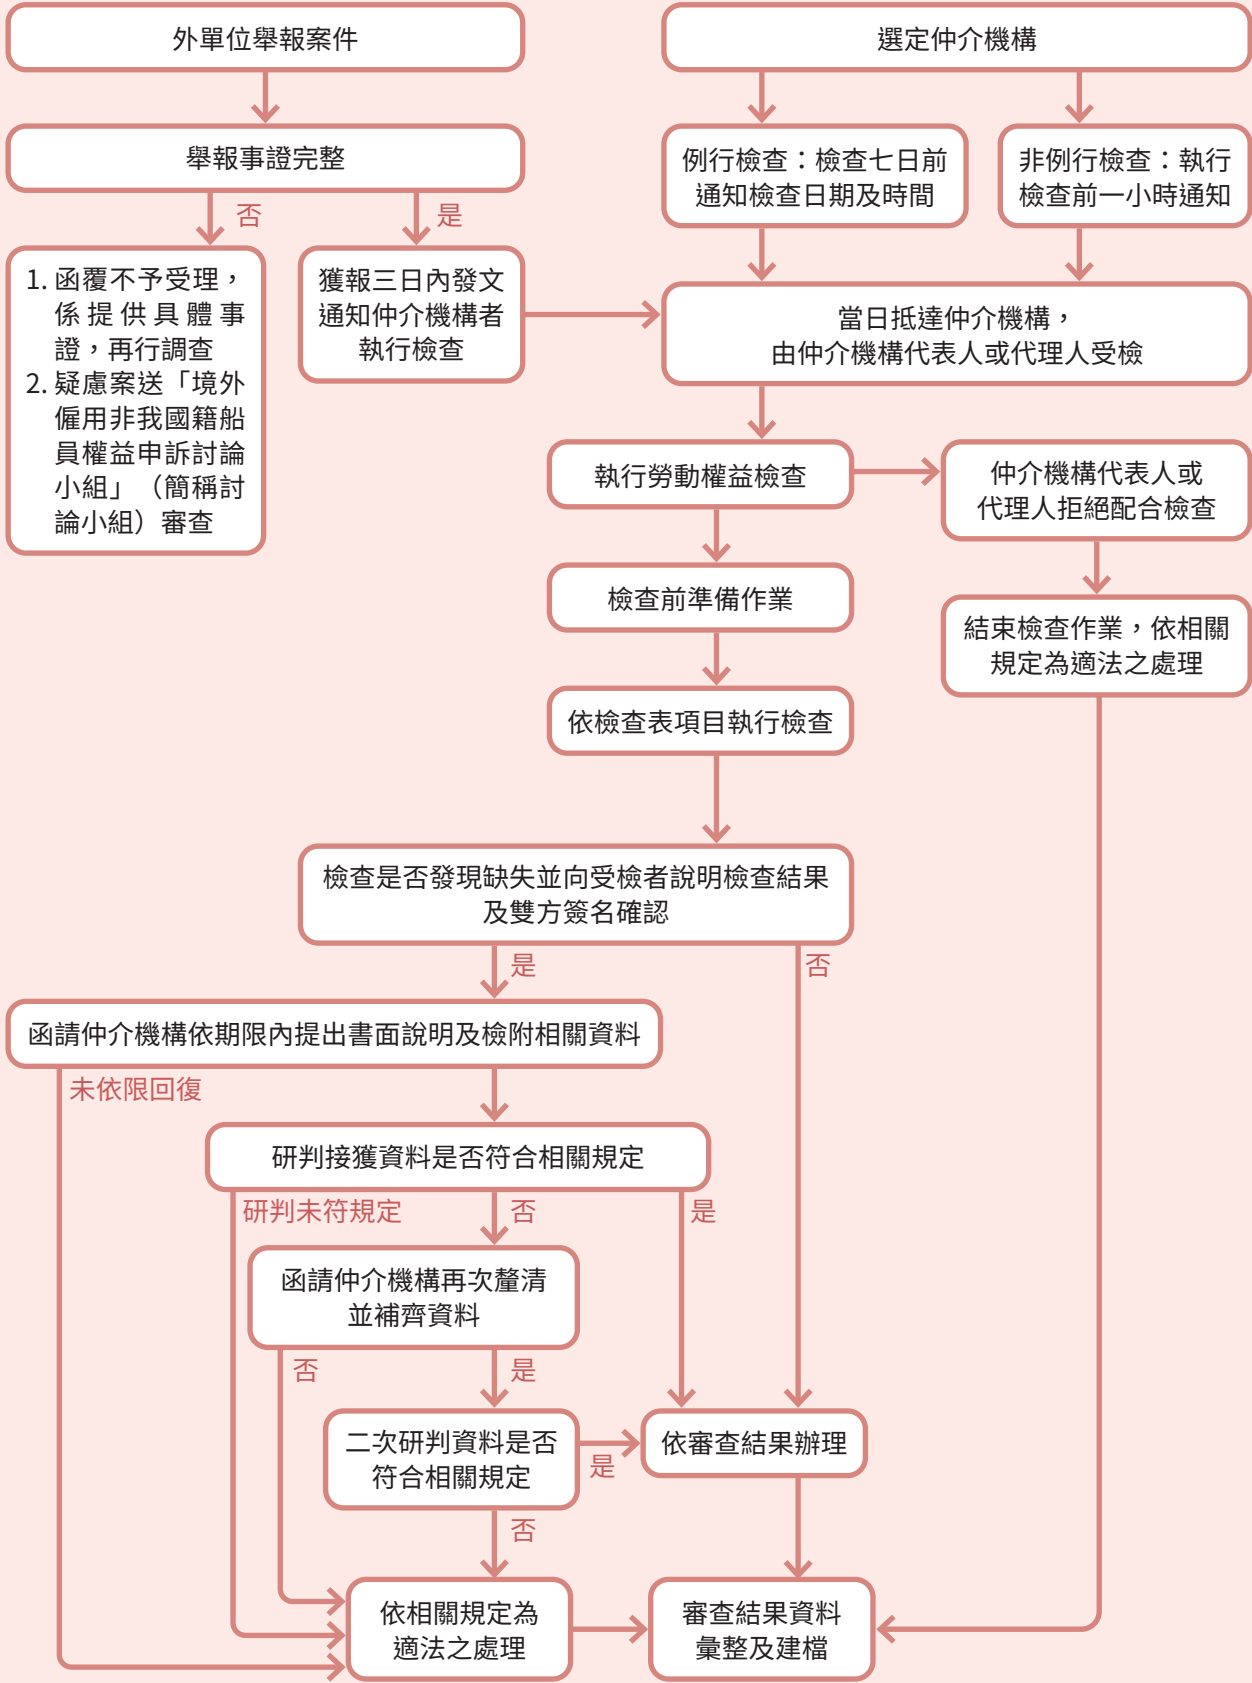 外單位舉報案件
選定仲介機構
舉報事證完整
例行檢查：檢查七日前
通知檢查日期及時間
非例行檢查：執行
檢查前一小時通知
否
是
1. 函覆不予受理，
係提供具體事
證，再行調查
2. 疑慮案送「境外
僱用非我國籍船
員權益申訴討論
小組」（簡稱討
論小組）審查
獲報三日內發文
通知仲介機構者
執行檢查
當日抵達仲介機構，
由仲介機構代表人或代理人受檢
執行勞動權益檢查
仲介機構代表人或
代理人拒絕配合檢查
檢查前準備作業
結束檢查作業，依相關
規定為適法之處理
依檢查表項目執行檢查
檢查是否發現缺失並向受檢者說明檢查結果
及雙方簽名確認
是
否
函請仲介機構依期限內提出書面說明及檢附相關資料
未依限回復
研判接獲資料是否符合相關規定
研判未符規定
否
是
函請仲介機構再次釐清
並補齊資料
否
是
二次研判資料是否
符合相關規定
是
依審查結果辦理
否
依相關規定為
適法之處理
審查結果資料
彙整及建檔